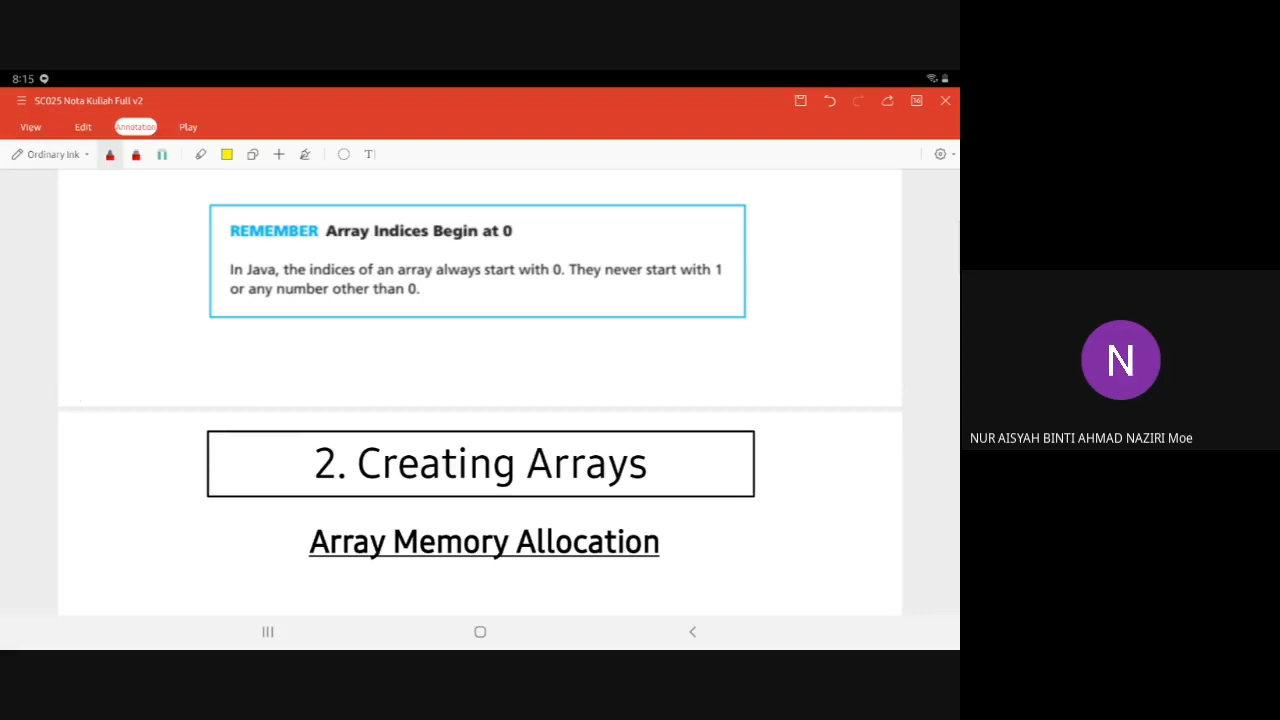 8:15
SC025 Nota Kuliah Full v2
16
View Edit Annotation Play
Ordinary Ink
T
REMEMBER Array Indices Begin at 0
In Java, the indices of an array always start with 0. They never start with 1
or any number other than 0.
2. Creating Arrays
Array Memory Allocation
N
NUR AISYAH BINTI AHMAD NAZIRI Moe